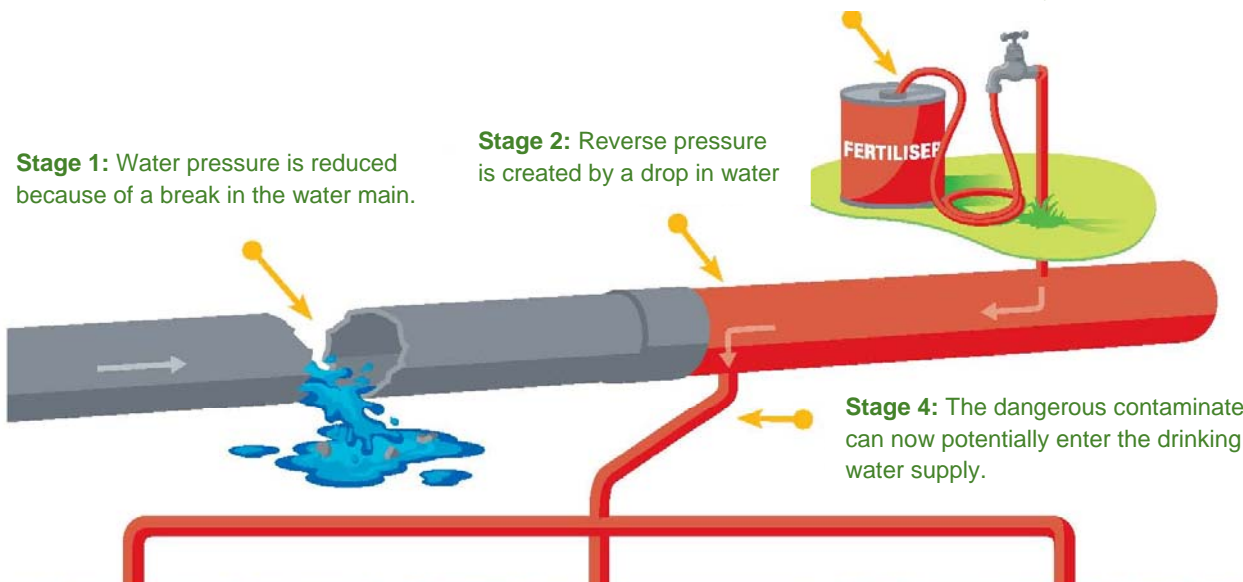 Stage 1: Water pressure is reduced
because of a break in the water main.
Stage 2: Reverse pressure
is created by a drop in water
FERTILISER
Stage 4: The dangerous contaminate
can now potentially enter the drinking
water supply.